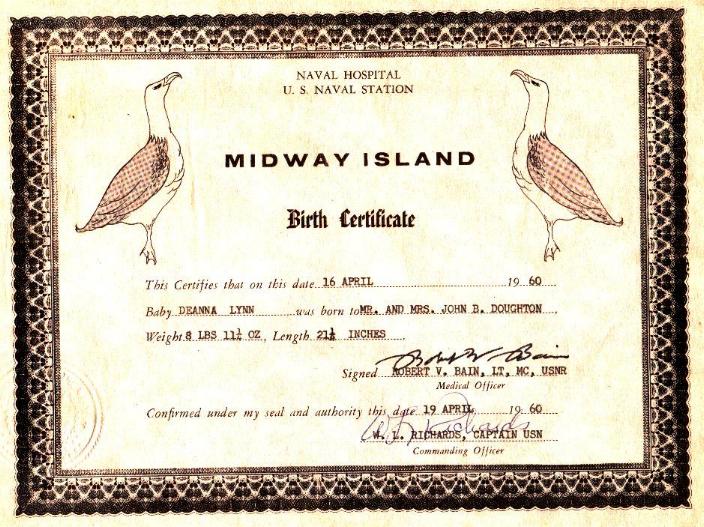 NAVAL HOSPITAL
U. S. NAVAL STATION
MIDWAY ISLAND
Birth Certificate
This Certifies that on this date 16 APRIL 19 60
Baby DEANNA LYNN was born to MR. AND MRS. JOHN B. DOUGHTON
Weight 8 LBS 11½ OZ, Length 21½ INCHES
Robert V. Bain
Signed ROBERT V. BAIN, LT, MC, USNR
Medical Officer
Confirmed under my seal and authority this date 19 APRIL 19 60
W L Richards
W. L. RICHARDS, CAPTAIN USN
Commanding Officer